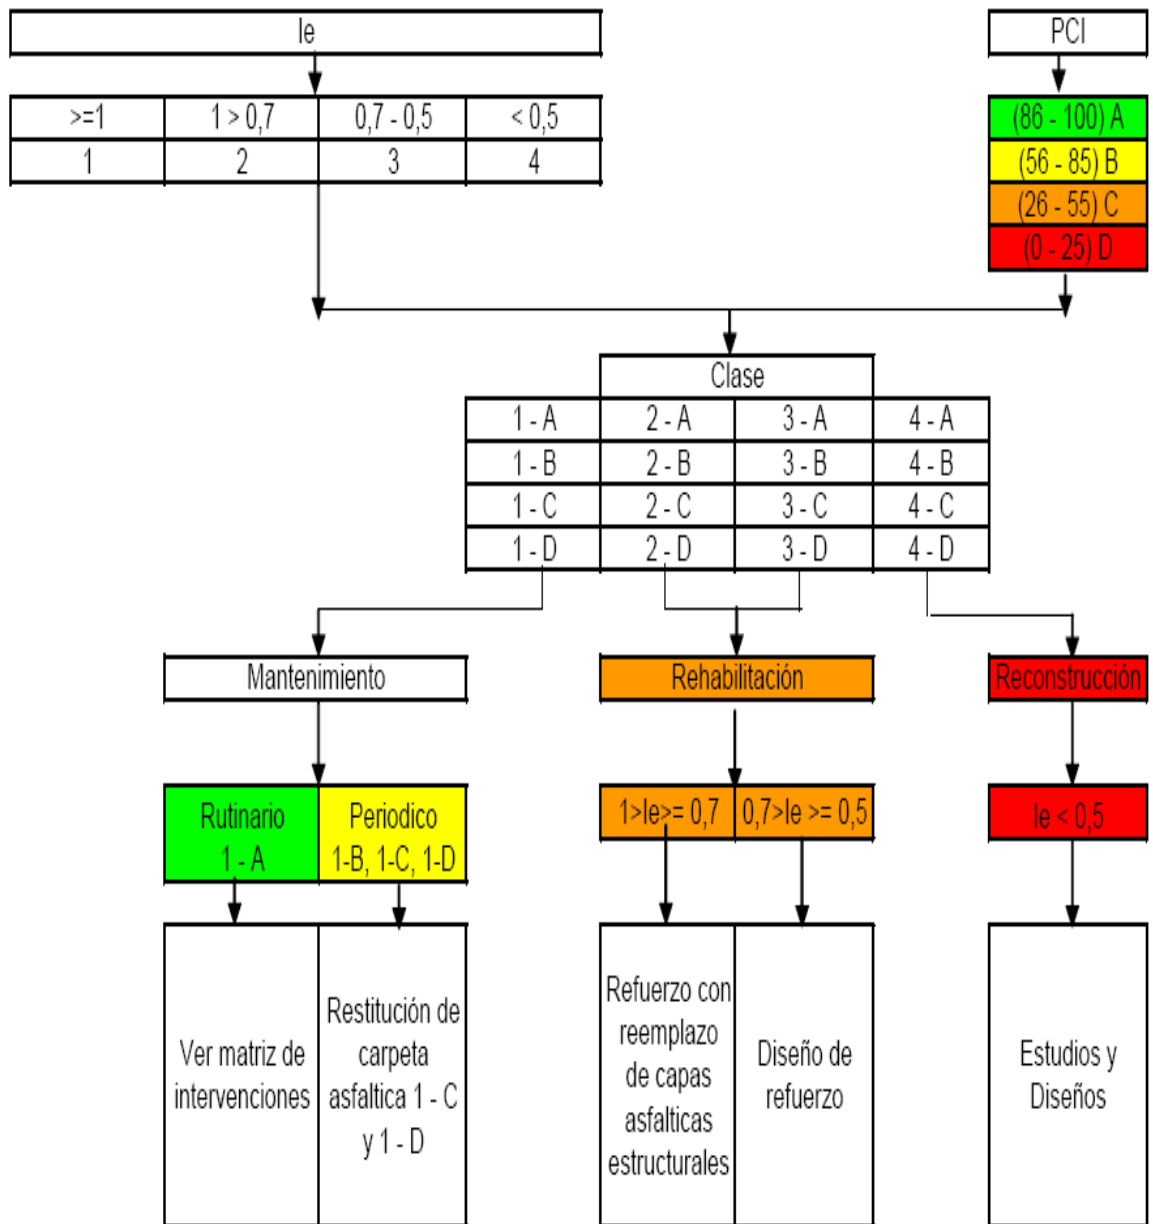 Ie
PCI
>=1 1 > 0,7 0,7 - 0,5 < 0,5
1 2 3 4
(86 - 100) A
(56 - 85) B
(26 - 55) C
(0 - 25) D
Clase
1 - A 2 - A 3 - A 4 - A
1 - B 2 - B 3 - B 4 - B
1 - C 2 - C 3 - C 4 - C
1 - D 2 - D 3 - D 4 - D
Mantenimiento
Rehabilitación
Reconstrucción
Rutinario
1 - A
Periodico
1-B, 1-C, 1-D
1>Ie>= 0,7
0,7>Ie >= 0,5
Ie < 0,5
Ver matriz de
intervenciones
Restitución de
carpeta
asfaltica 1 - C
y 1 - D
Refuerzo con
reemplazo
de capas
asfalticas
estructurales
Diseño de
refuerzo
Estudios y
Diseños